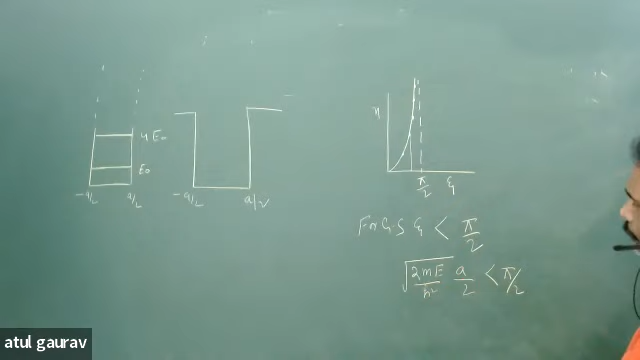 4E₀
E₀
-a/2 a/2
-a/2 a/2
η
π/2 ξ
For G.S ξ < π/2
√(2mE/ħ²) a/2 < π/2
atul gaurav